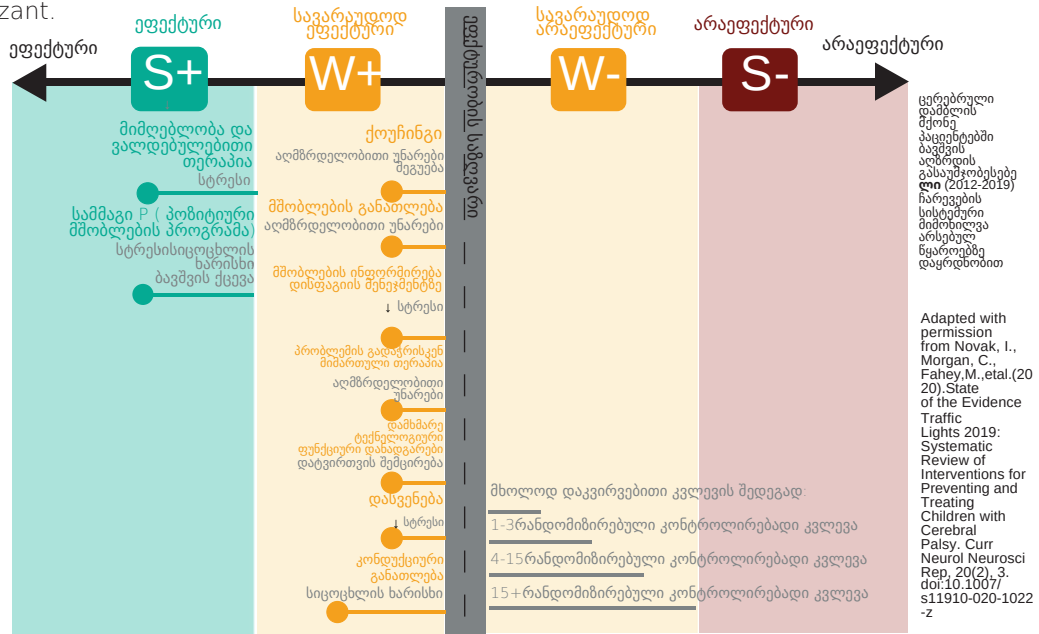 zant.
ეფექტური
ეფექტური
სავარაუდოდ
ეფექტური
ეფექტურობის საზღვარი
სავარაუდოდ
არაეფექტური
არაეფექტური
არაეფექტური
S+
W+
W-
S-
მიმღებლობა და
ვალდებულებითი
თერაპია
სტრესი
სამმაგი P ( პოზიტიური
მშობლების პროგრამა)
სტრესისიცოცხლის
ხარისხი
ბავშვის ქცევა
ქოუჩინგი
აღმზრდელობითი უნარები
შეგუება
მშობლების განათლება
აღმზრდელობითი უნარები
მშობლების ინფორმირება
დისფაგიის მენეჯმენტზე
↓ სტრესი
პრობლემის გადაჭრისკენ
მიმართული თერაპია
აღმზრდელობითი
უნარები
დამხმარე
ტექნელოგიური
ფუნქციური დანადგარები
დატვირთვის შემცირება
დასვენება
↓ სტრესი
კონდუქციური
განათლება
სიცოცხლის ხარისხი
მხოლოდ დაკვირვებითი კვლევის შედეგად:
1-3რანდომიზირებული კონტროლირებადი კვლევა
4-15რანდომიზირებული კონტროლირებადი კვლევა
15+რანდომიზირებული კონტროლირებადი კვლევა
ცერებრული
დამბლის
მქონე
პაციენტებში
ბავშვის
აღზრდის
გასაუმჯობესებე
ლი (2012-2019)
ჩარევების
სისტემური
მიმოხილვა
არსებულ
წყაროებზე
დაყრდნობით
Adapted with
permission
from Novak, I.,
Morgan, C.,
Fahey,M.,etal.(20
20).State
of the Evidence
Traffic
Lights 2019:
Systematic
Review of
Interventions for
Preventing and
Treating
Children with
Cerebral
Palsy. Curr
Neurol Neurosci
Rep, 20(2), 3.
doi:10.1007/
s11910-020-1022
-z